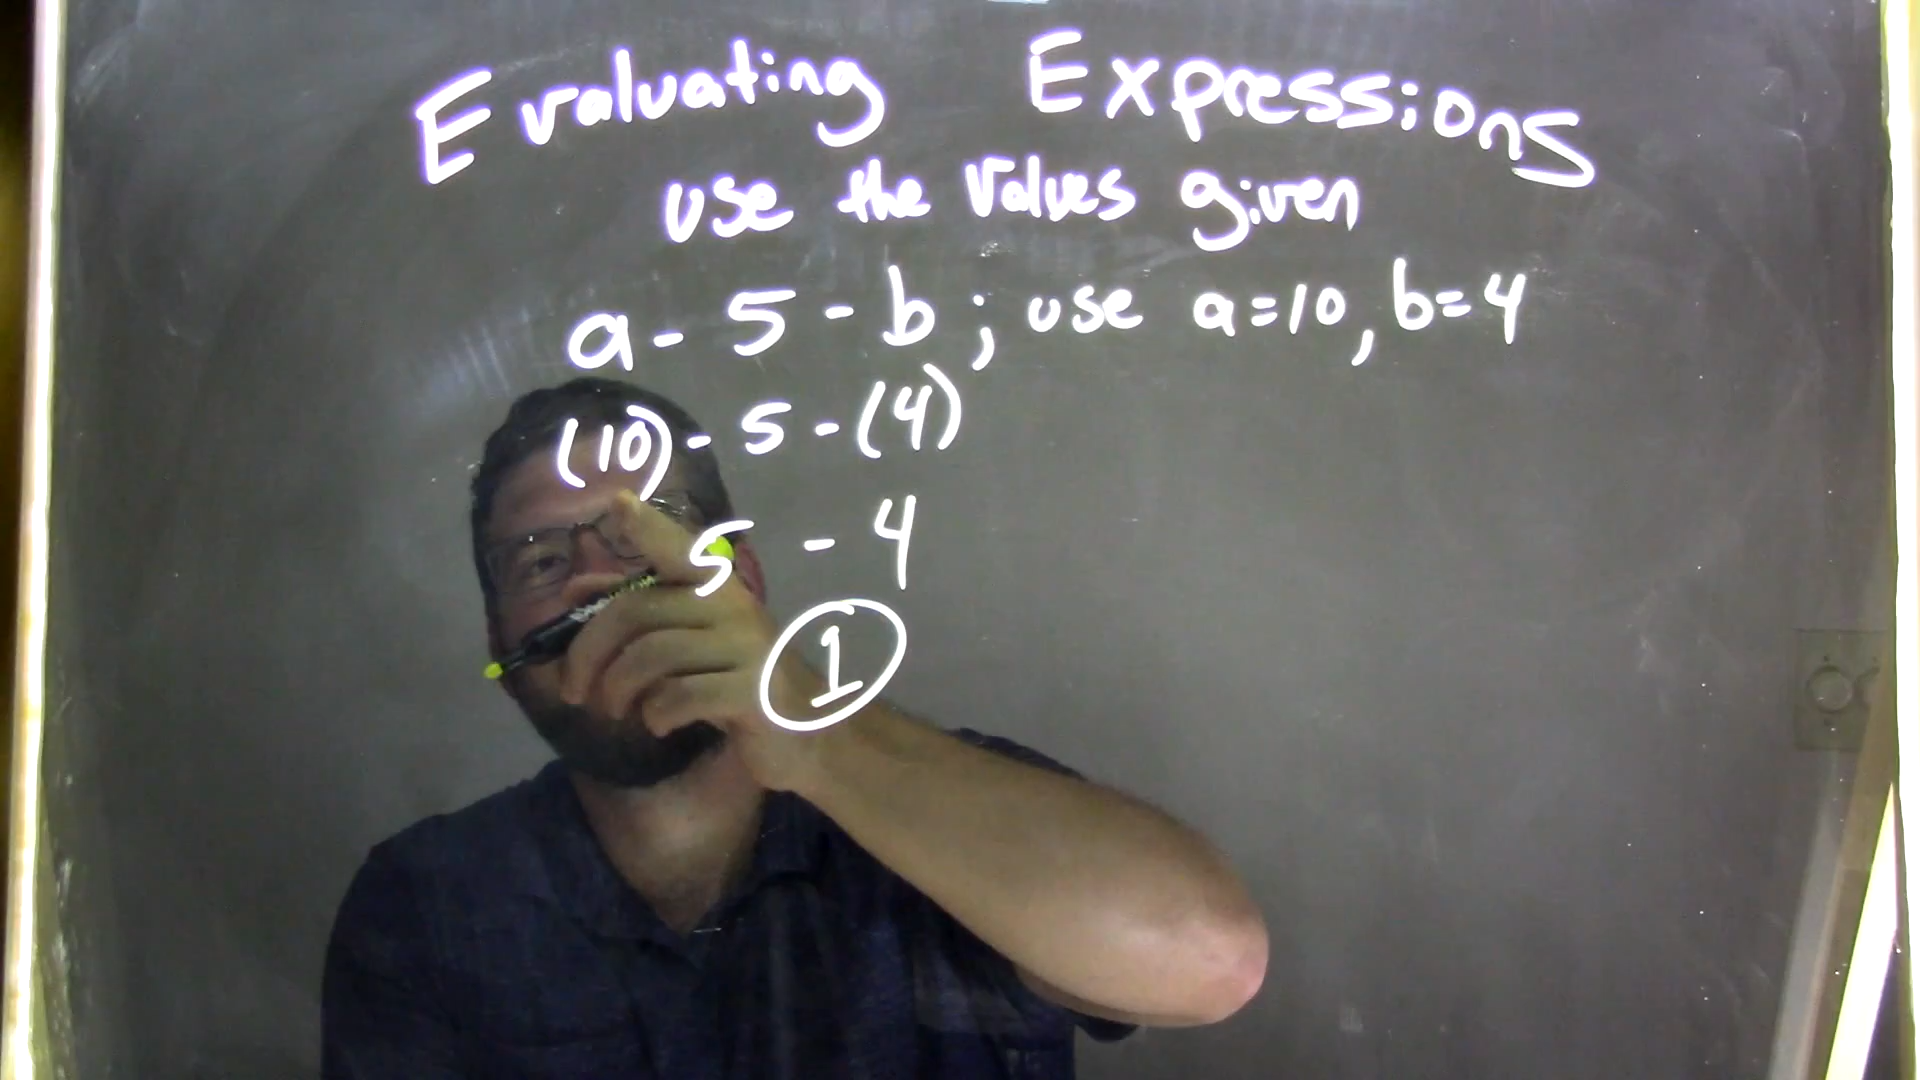 Evaluating Expressions
use the values given
a - 5 - b ; use a=10, b=4
(10) - 5 - (4)
5 - 4
1